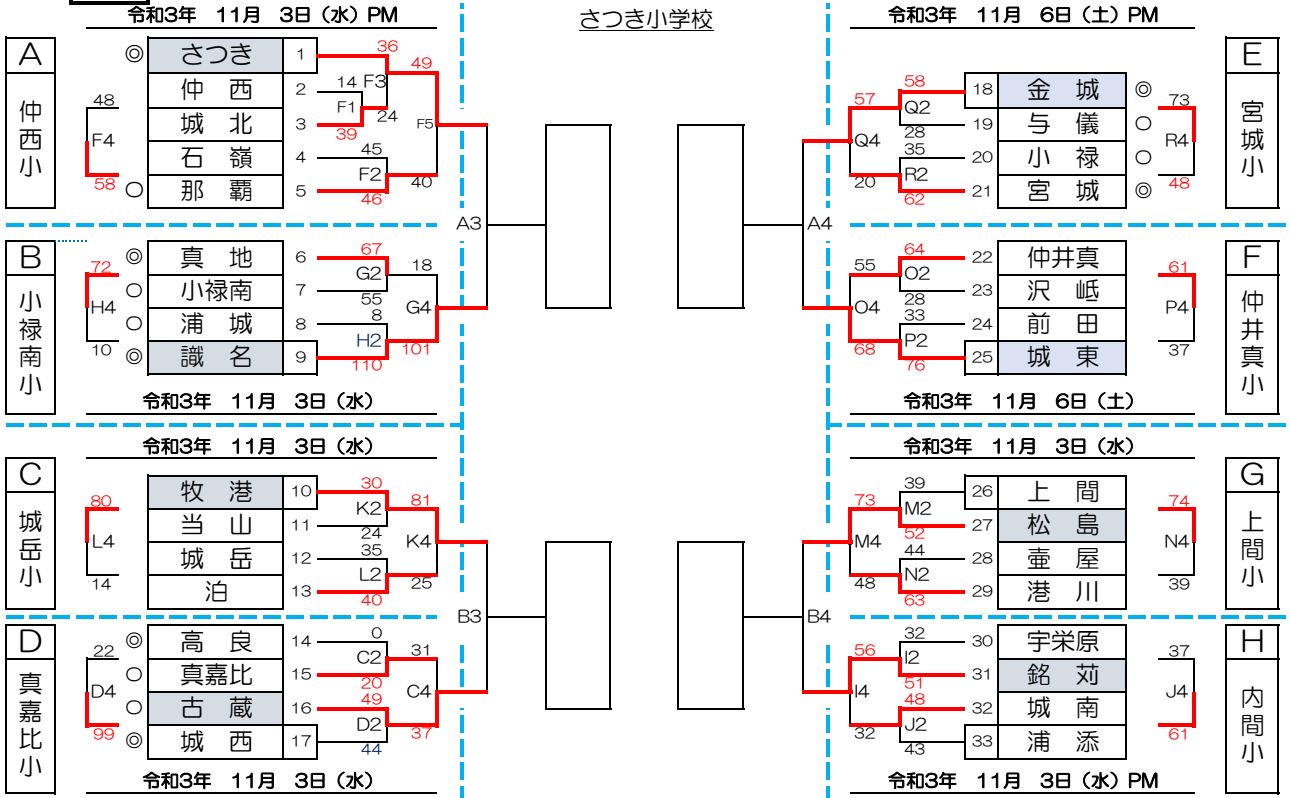 令和3年 11月 3日（水）PM
さつき小学校
令和3年 11月 6日（土）PM
A
仲西小
◎ さつき 1
仲西 2
城北 3
石嶺 4
○ 那覇 5
36
49
14 F3
F1
24
39
F5
45
F2
46
40
48
F4
58
A3
B
小禄南小
◎ 真地 6
○ 小禄南 7
○ 浦城 8
◎ 識名 9
67
G2
55
18
8
H2
110
G4
101
72
H4
10
令和3年 11月 3日（水）
令和3年 11月 3日（水）
C
城岳小
牧港 10
当山 11
城岳 12
泊 13
30
K2
24
81
35
L2
40
K4
25
80
L4
14
B3
D
真嘉比小
◎ 高良 14
○ 真嘉比 15
○ 古蔵 16
◎ 城西 17
0
C2
20
31
49
D2
44
C4
37
22
D4
99
令和3年 11月 3日（水）
E
宮城小
18 金城 ◎
19 与儀 ○
20 小禄 ○
21 宮城 ◎
58
Q2
28
57
35
R2
62
Q4
20
73
R4
48
A4
F
仲井真小
22 仲井真
23 沢岻
24 前田
25 城東
64
O2
28
55
33
P2
76
O4
68
61
P4
37
令和3年 11月 6日（土）
令和3年 11月 3日（水）
G
上間小
26 上間
27 松島
28 壷屋
29 港川
39
M2
52
73
44
N2
63
M4
48
74
N4
39
B4
H
内間小
30 宇栄原
31 銘苅
32 城南
33 浦添
32
I2
51
56
48
J2
43
I4
32
37
J4
61
令和3年 11月 3日（水）PM